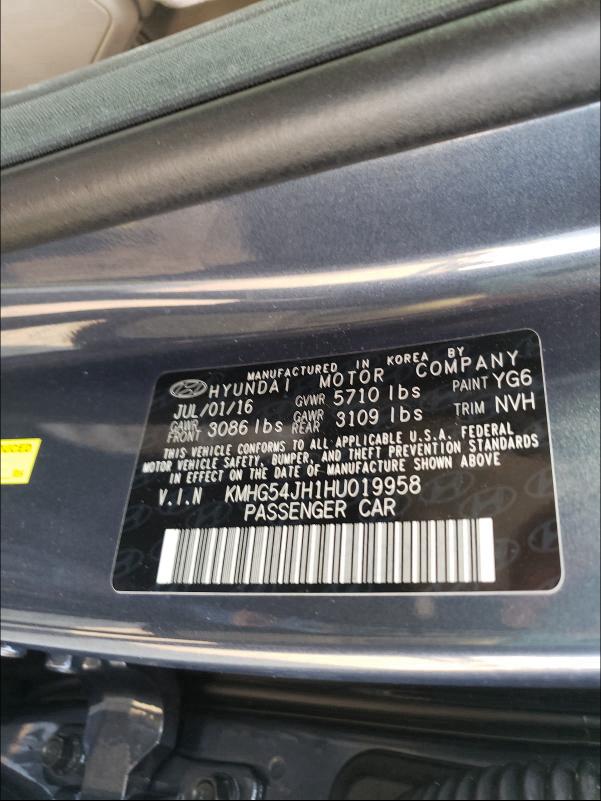 MANUFACTURED IN KOREA BY
HYUNDAI MOTOR COMPANY
JUL/01/16 GVWR 5710 lbs PAINT YG6
GAWR FRONT 3086 lbs GAWR REAR 3109 lbs TRIM NVH
THIS VEHICLE CONFORMS TO ALL APPLICABLE U.S.A. FEDERAL
MOTOR VEHICLE SAFETY, BUMPER, AND THEFT PREVENTION STANDARDS
IN EFFECT ON THE DATE OF MANUFACTURE SHOWN ABOVE
V.I.N KMHG54JH1HU019958
PASSENGER CAR